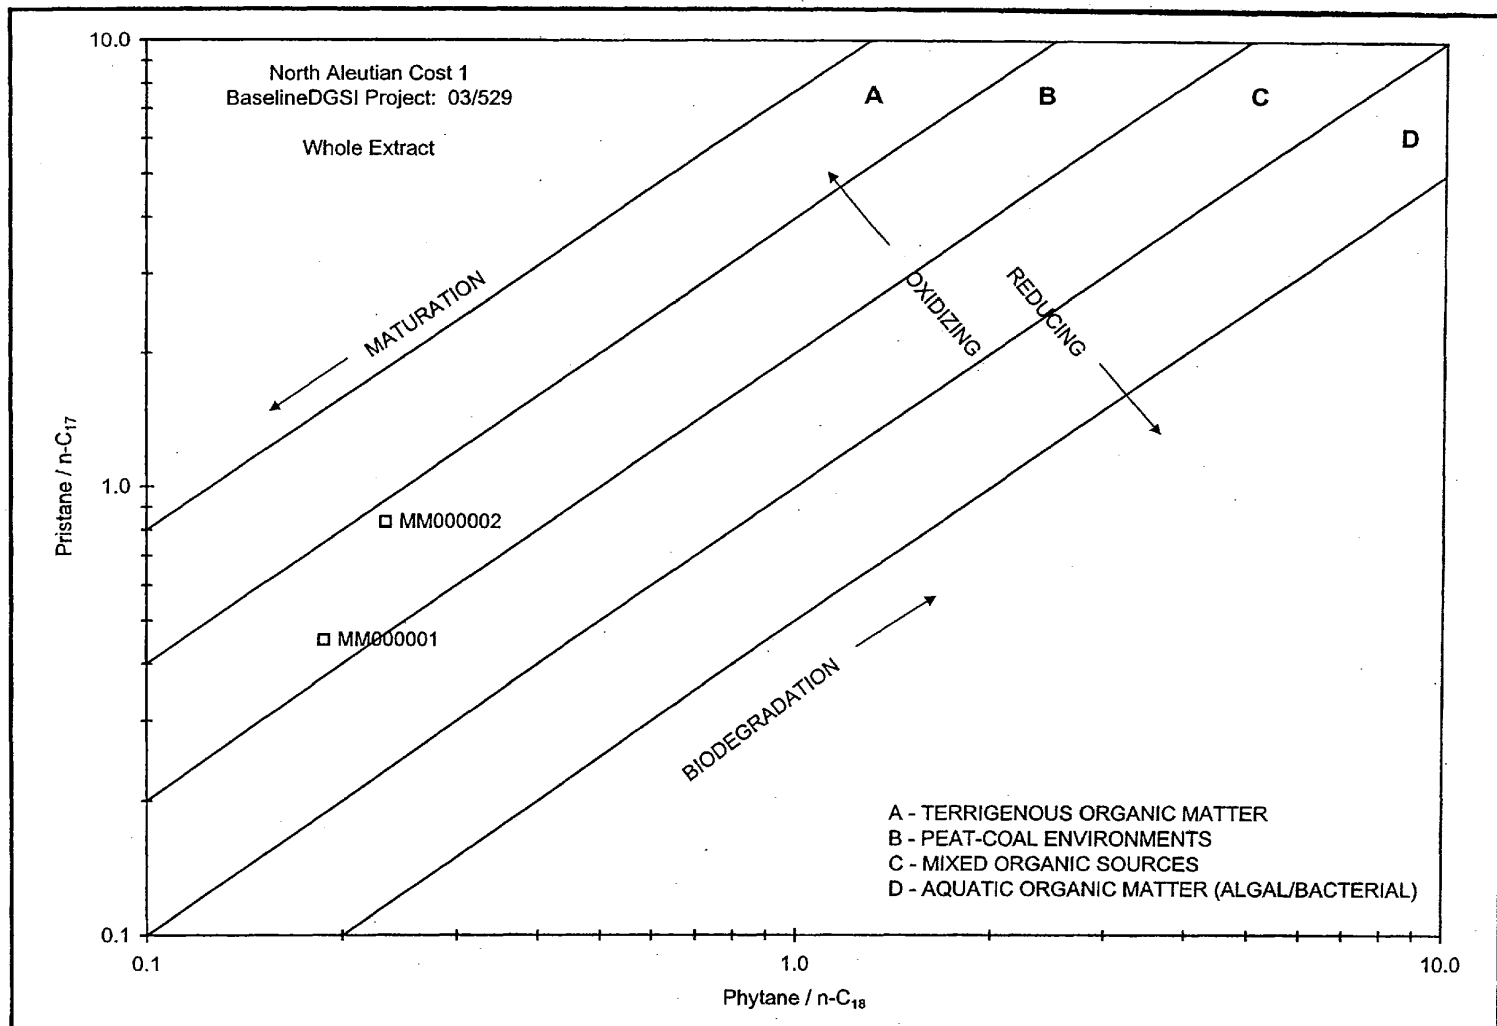 10.0
North Aleutian Cost 1
BaselineDGSI Project: 03/529
Whole Extract
A
B
C
D
MATURATION
OXIDIZING
REDUCING
Pristane / n-C₁₇
1.0
MM000002
MM000001
BIODEGRADATION
A - TERRIGENOUS ORGANIC MATTER
B - PEAT-COAL ENVIRONMENTS
C - MIXED ORGANIC SOURCES
D - AQUATIC ORGANIC MATTER (ALGAL/BACTERIAL)
0.1
0.1
1.0
10.0
Phytane / n-C₁₈